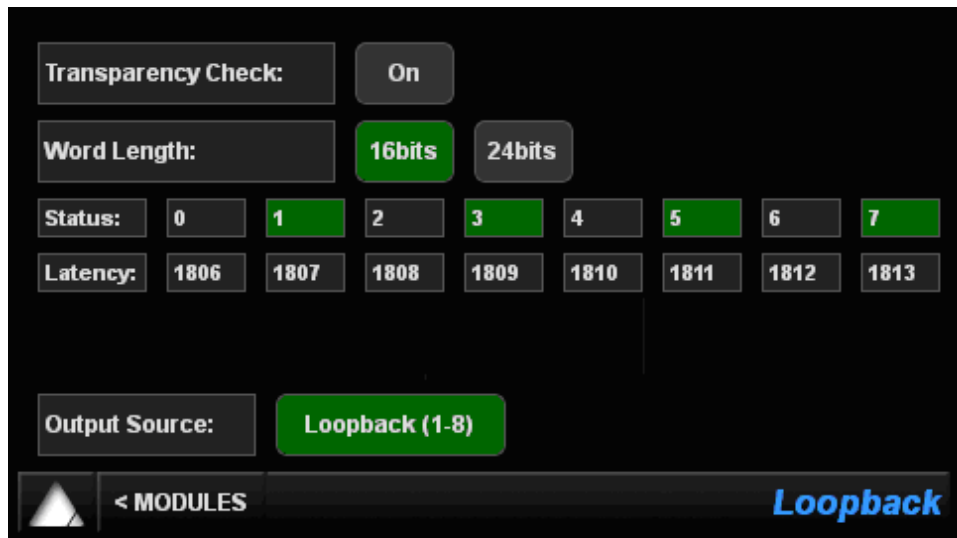 Transparency Check: On
Word Length: 16bits 24bits
Status: 0 1 2 3 4 5 6 7
Latency: 1806 1807 1808 1809 1810 1811 1812 1813
Output Source: Loopback (1-8)
< MODULES Loopback